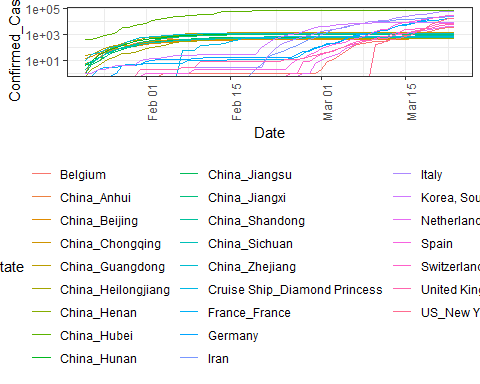 1e+05
1e+03
1e+01
Confirmed_Cas
Feb 01
Feb 15
Mar 01
Mar 15
Date
tate
Belgium
China_Anhui
China_Beijing
China_Chongqing
China_Guangdong
China_Heilongjiang
China_Henan
China_Hubei
China_Hunan
China_Jiangsu
China_Jiangxi
China_Shandong
China_Sichuan
China_Zhejiang
Cruise Ship_Diamond Princess
France_France
Germany
Iran
Italy
Korea, Sou
Netherland
Spain
Switzerland
United King
US_New Y